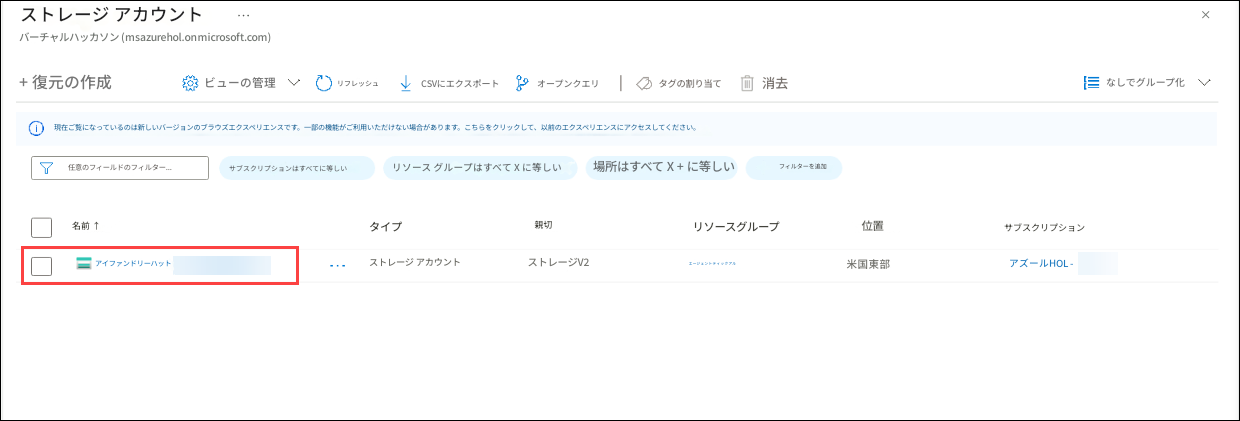 ストレージ アカウント ...
×
バーチャルハッカソン (msazurehol.onmicrosoft.com)
+ 復元の作成 ビューの管理 リフレッシュ CSVにエクスポート オープンクエリ タグの割り当て 消去 なしでグループ化
現在ご覧になっているのは新しいバージョンのブラウズエクスペリエンスです。一部の機能がご利用いただけない場合があります。こちらをクリックして、以前のエクスペリエンスにアクセスしてください。
任意のフィールドのフィルター... サブスクリプションはすべてに等しい リソース グループはすべて X に等しい 場所はすべて X + に等しい フィルターを追加
名前 ↑ タイプ 親切 リソースグループ 位置 サブスクリプション
アイファンドリーハット ... ストレージ アカウント ストレージV2 米国東部 アズールHOL -